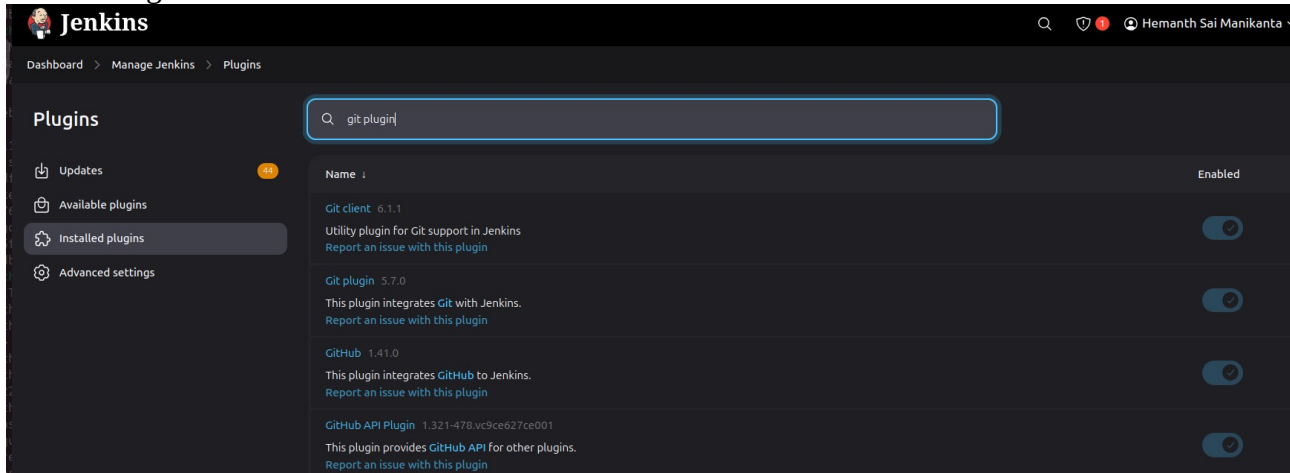 Jenkins
1
Hemanth Sai Manikanta
Dashboard > Manage Jenkins > Plugins
Plugins
git plugin
Updates
44
Available plugins
Installed plugins
Advanced settings
Name ↓
Enabled
Git client 6.1.1
Utility plugin for Git support in Jenkins
Report an issue with this plugin
Git plugin 5.7.0
This plugin integrates Git with Jenkins.
Report an issue with this plugin
GitHub 1.41.0
This plugin integrates GitHub to Jenkins.
Report an issue with this plugin
GitHub API Plugin 1.321-478.vc9ce627ce001
This plugin provides GitHub API for other plugins.
Report an issue with this plugin